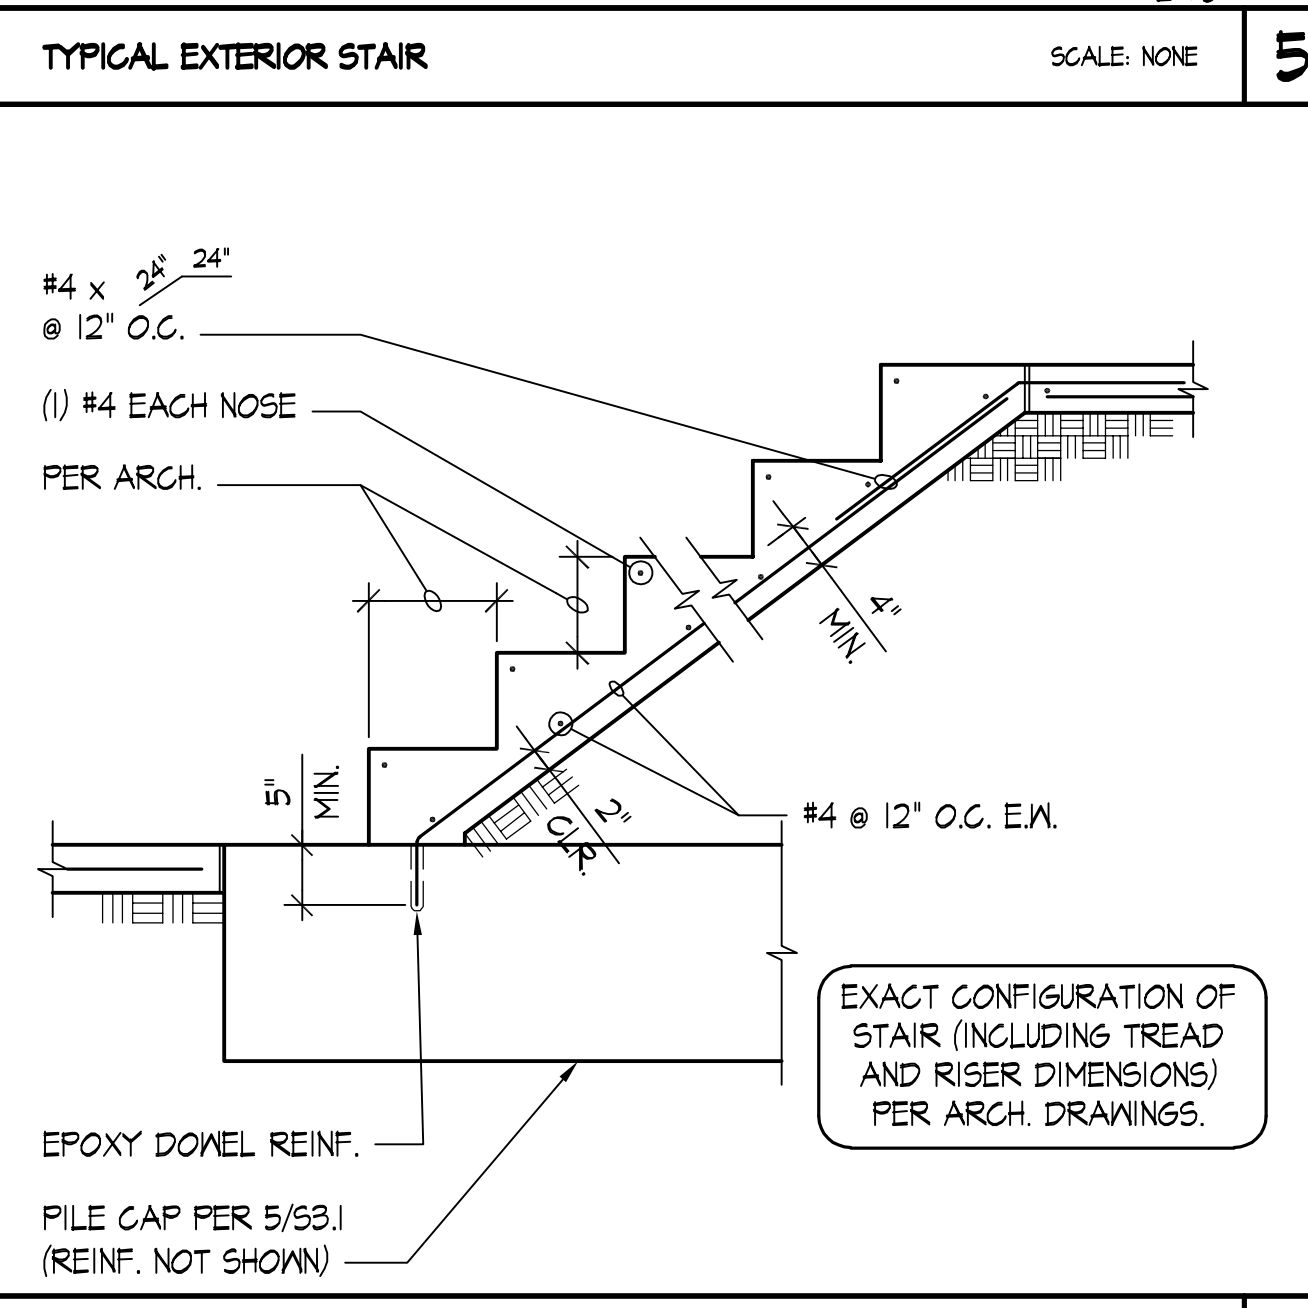 TYPICAL EXTERIOR STAIR
SCALE: NONE
5
24" 24"
#4 x
@ 12" O.C.
(1) #4 EACH NOSE
PER ARCH.
4"
MIN.
5"
MIN.
2"
CLR.
#4 @ 12" O.C. E.W.
EXACT CONFIGURATION OF
STAIR (INCLUDING TREAD
AND RISER DIMENSIONS)
PER ARCH. DRAWINGS.
EPOXY DOWEL REINF.
PILE CAP PER 5/S3.1
(REINF. NOT SHOWN)